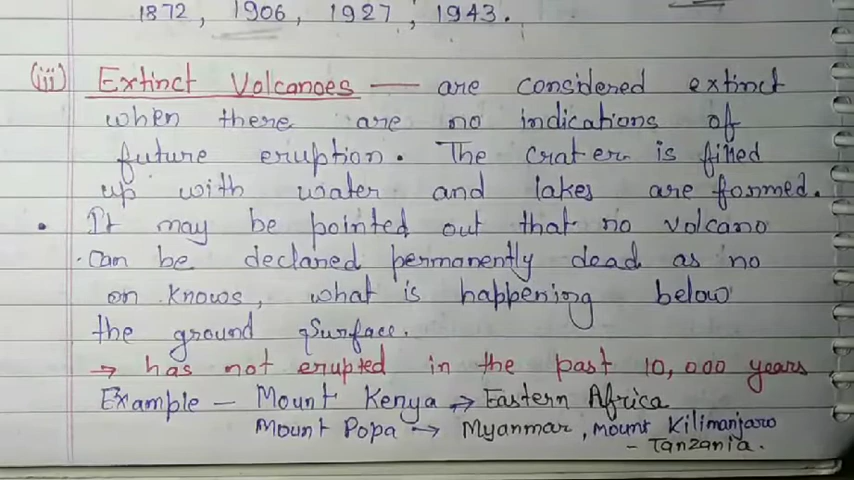 1872, 1906, 1927, 1943.
(iii) Extinct Volcanoes — are considered extinct
when there are no indications of
future eruption. The crater is filled
up with water and lakes are formed.
• It may be pointed out that no volcano
can be declared permanently dead as no
on knows, what is happening below
the ground surface.
→ has not erupted in the past 10,000 years
Example - Mount Kenya → Eastern Africa
Mount Popa → Myanmar, Mount Kilimanjaro
- Tanzania.